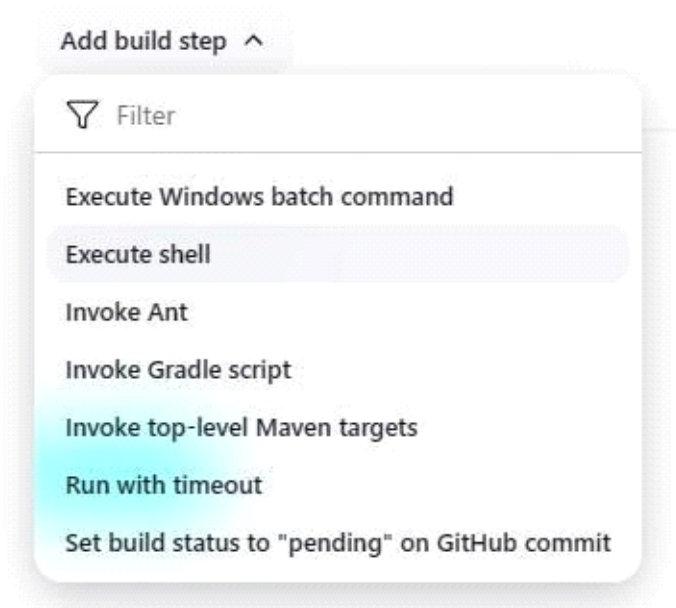 Add build step
Filter
Execute Windows batch command
Execute shell
Invoke Ant
Invoke Gradle script
Invoke top-level Maven targets
Run with timeout
Set build status to "pending" on GitHub commit